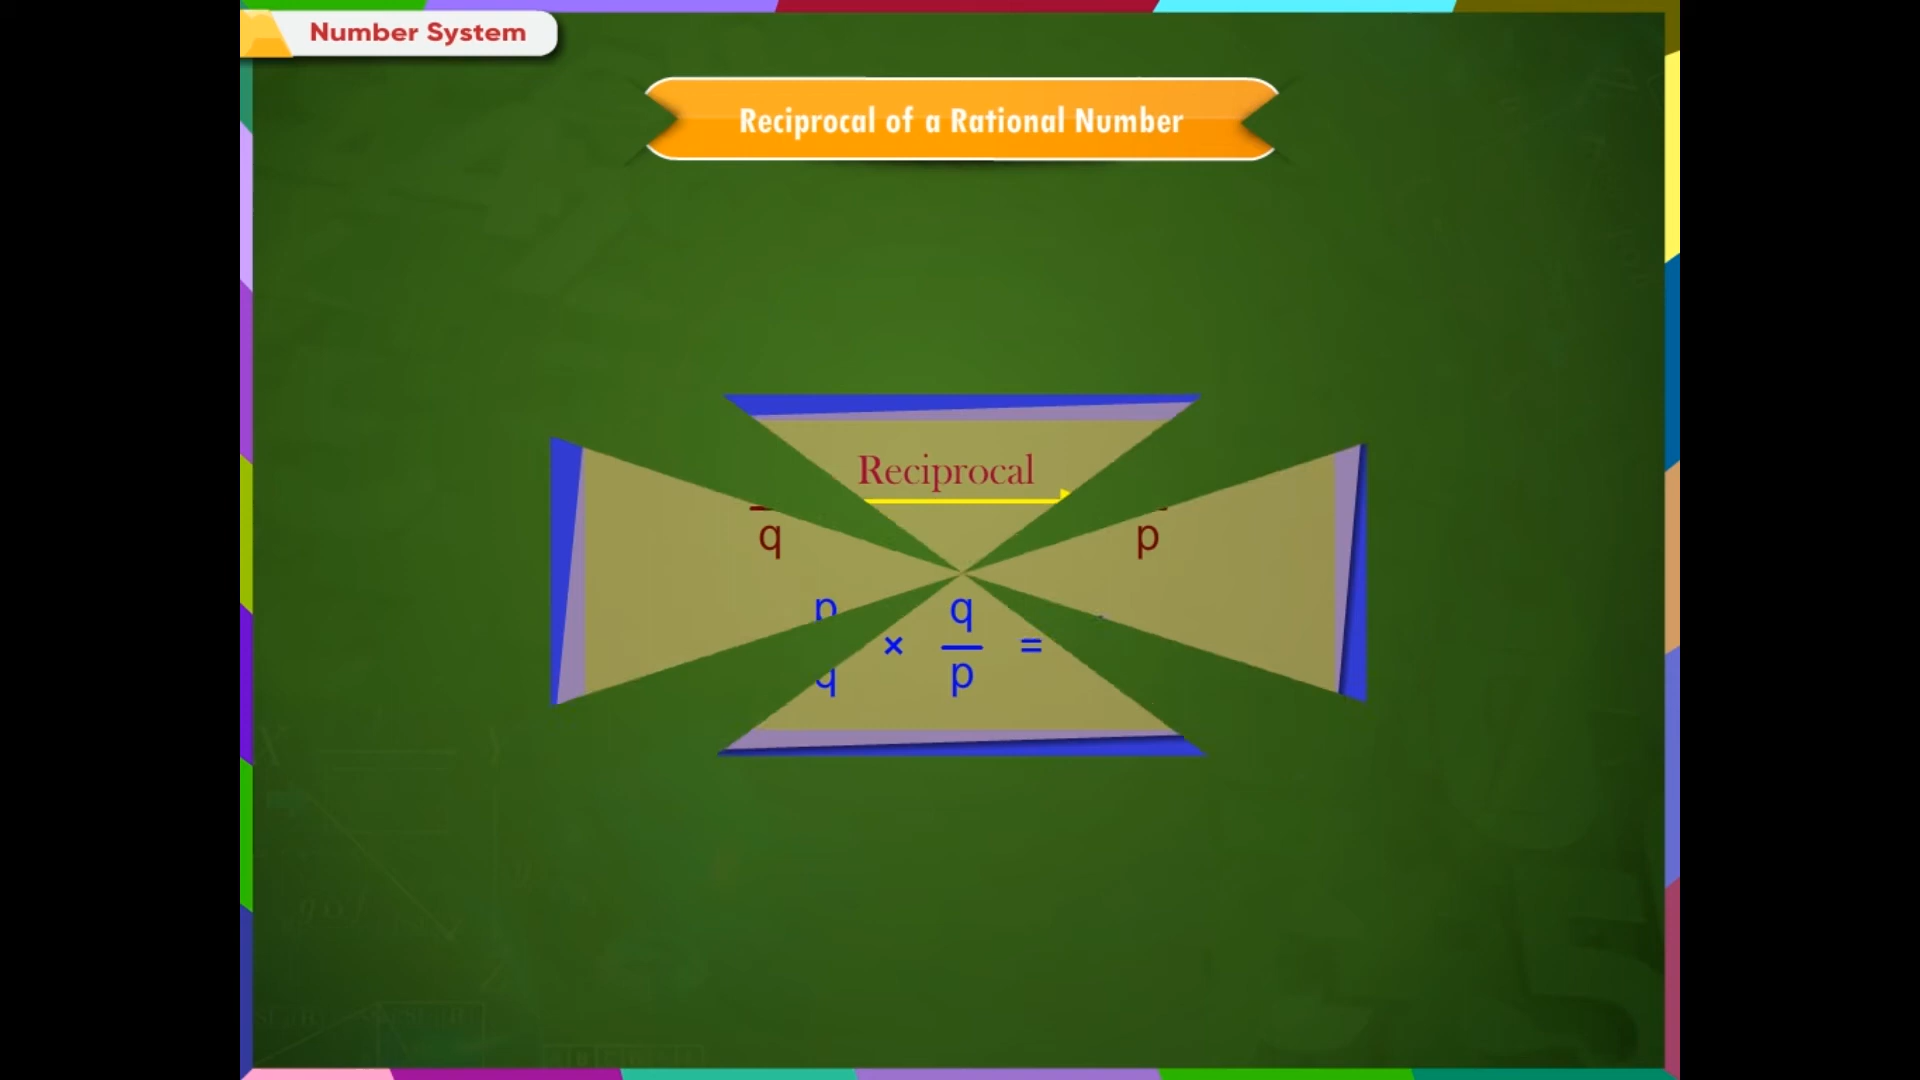 Number System
Reciprocal of a Rational Number
Reciprocal
q p
p q
— × — =
q p